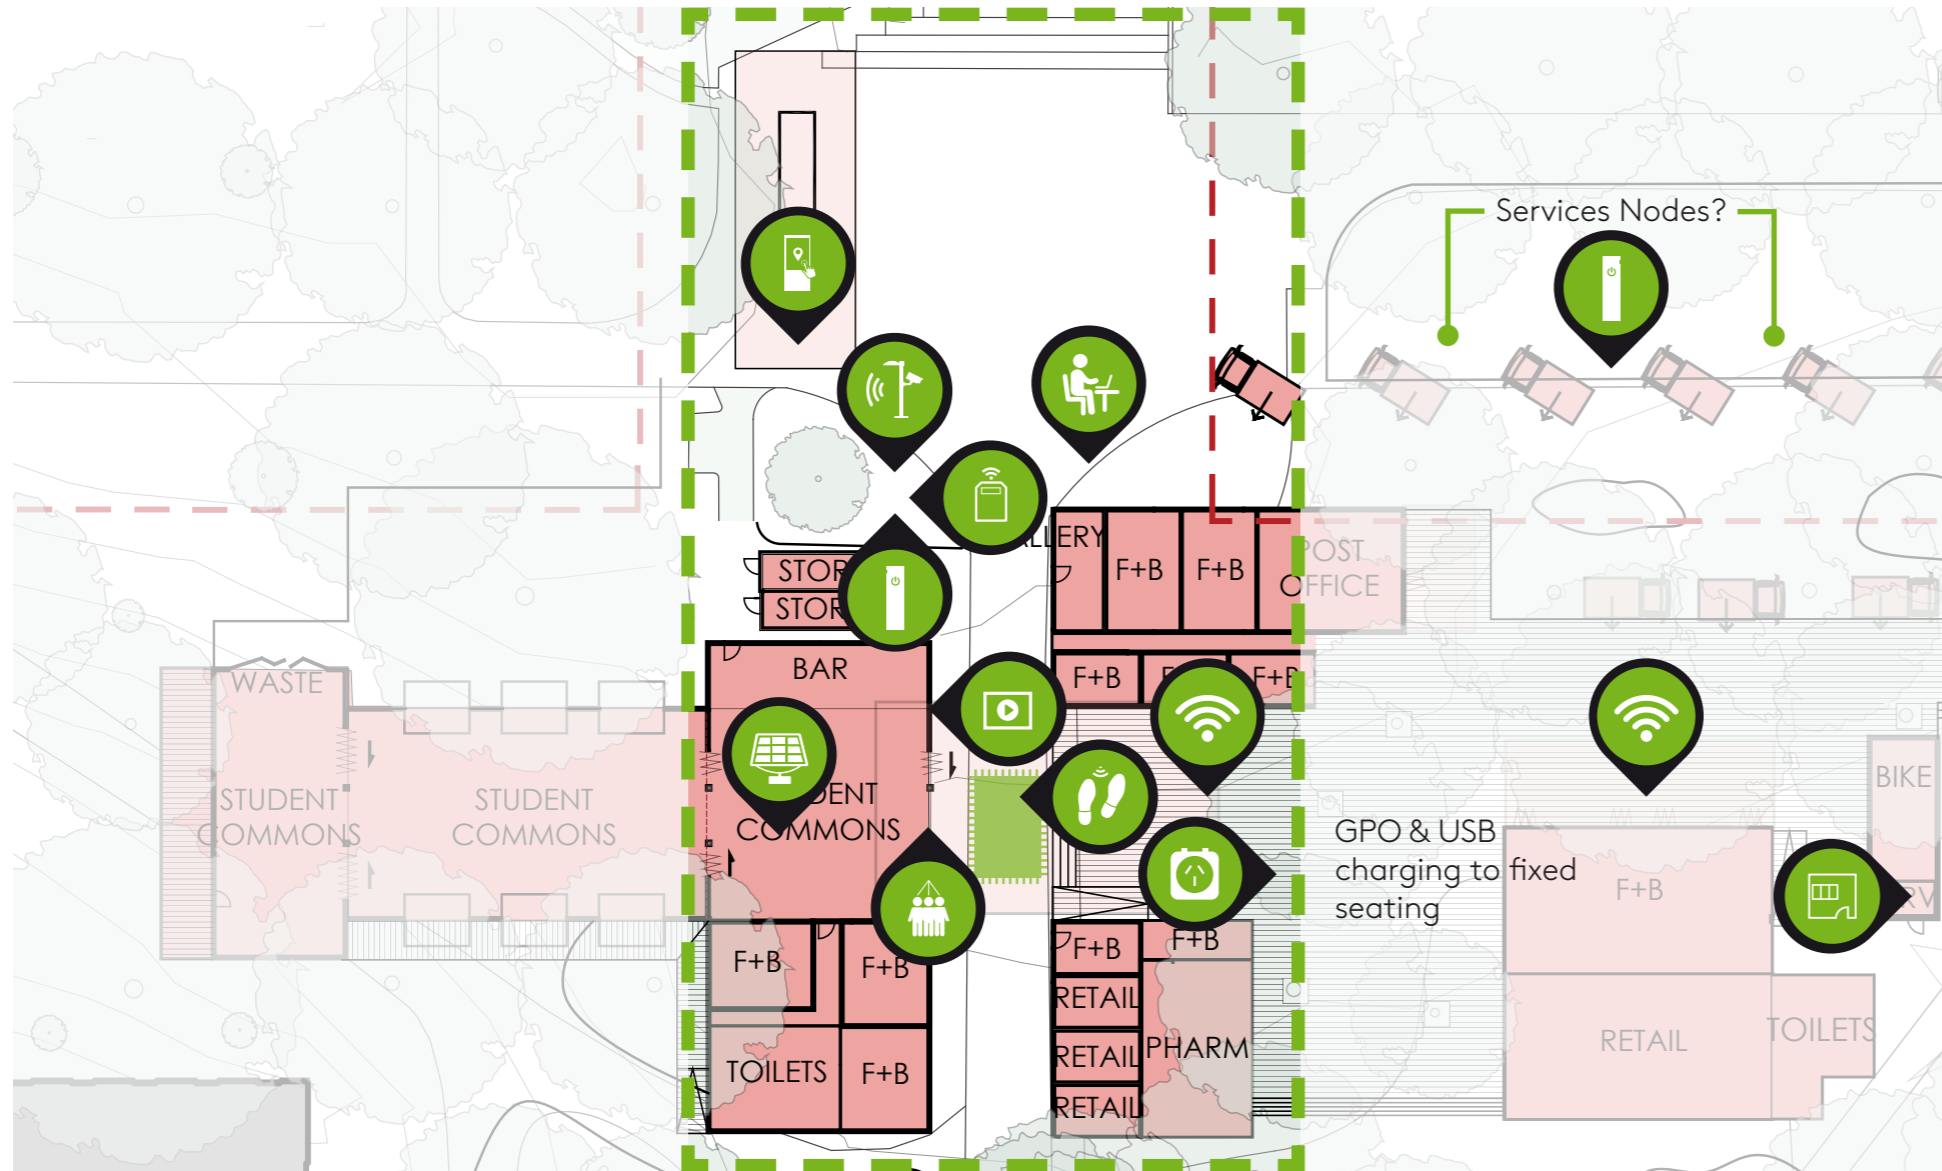 Services Nodes?
LLERY
F+B
F+B
POST
OFFICE
STOR
STOR
BAR
F+B
F+B
WASTE
STUDENT
COMMONS
STUDENT
COMMONS
DENT
COMMONS
BIKE
GPO & USB
charging to fixed
seating
F+B
F+B
F+B
F+B
F+B
RETAIL
RETAIL
PHARM
RETAIL
TOILETS
F+B
RETAIL
TOILETS